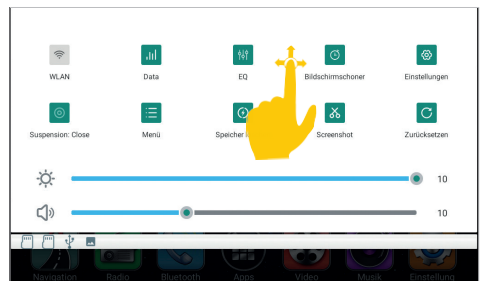 WLAN Data EQ Bildschirmschoner Einstellungen
Suspension: Close Menü Speicher Screenshot Zurücksetzen
10
10
Navigation Radio Bluetooth Apps Video Musik Einstellung